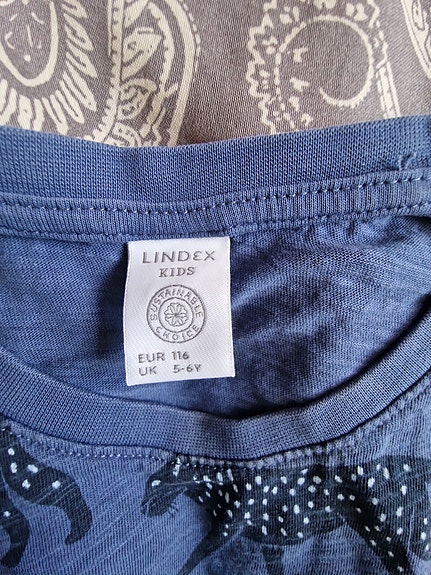 LINDEX
KIDS
SUSTAINABLE
CHOICE
EUR 116
UK 5-6Y